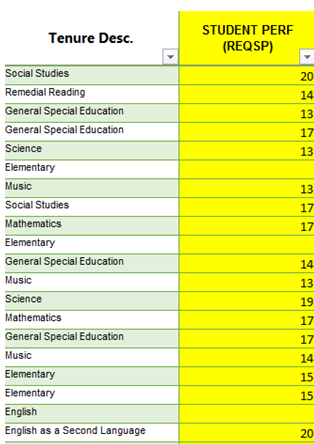 Tenure Desc. STUDENT PERF
(REQSP)
Social Studies 20
Remedial Reading 14
General Special Education 13
General Special Education 17
Science 13
Elementary
Music 13
Social Studies 17
Mathematics 17
Elementary
General Special Education 14
Music 13
Science 19
Mathematics 17
General Special Education 17
Music 14
Elementary 15
Elementary 15
English
English as a Second Language 20